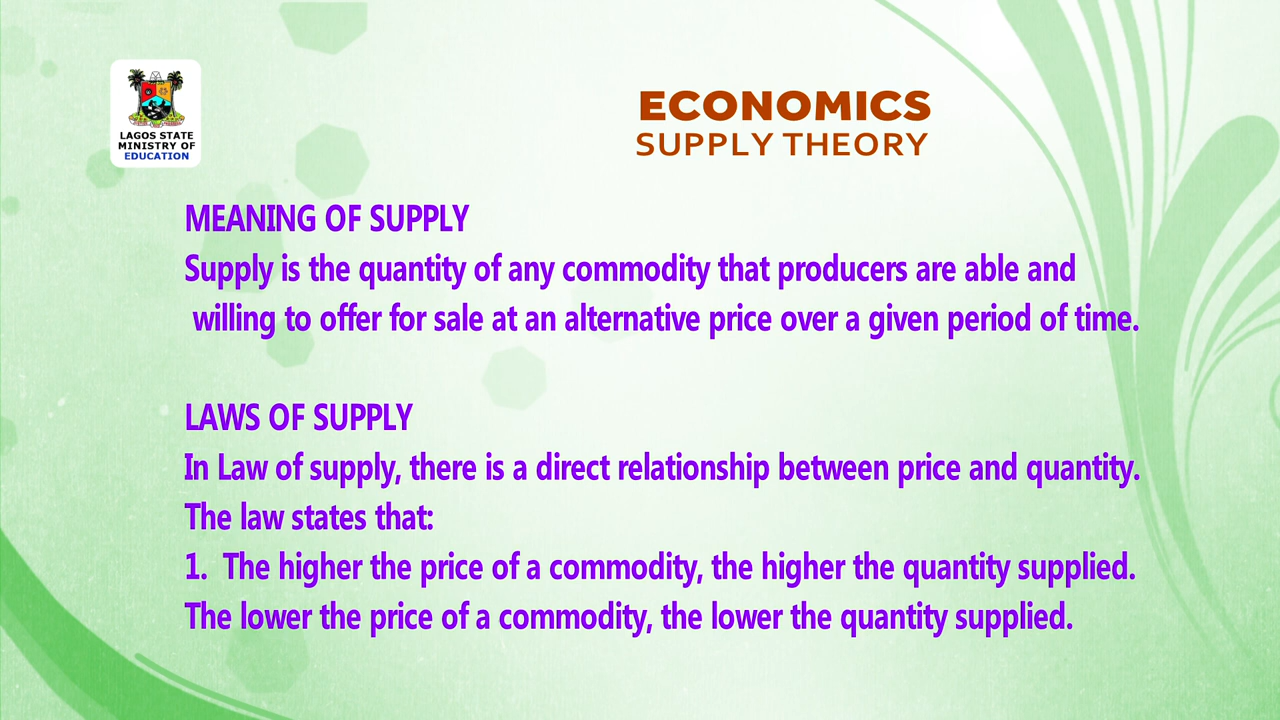 LAGOS STATE
MINISTRY OF
EDUCATION
ECONOMICS
SUPPLY THEORY
MEANING OF SUPPLY
Supply is the quantity of any commodity that producers are able and
willing to offer for sale at an alternative price over a given period of time.
LAWS OF SUPPLY
In Law of supply, there is a direct relationship between price and quantity.
The law states that:
1. The higher the price of a commodity, the higher the quantity supplied.
The lower the price of a commodity, the lower the quantity supplied.